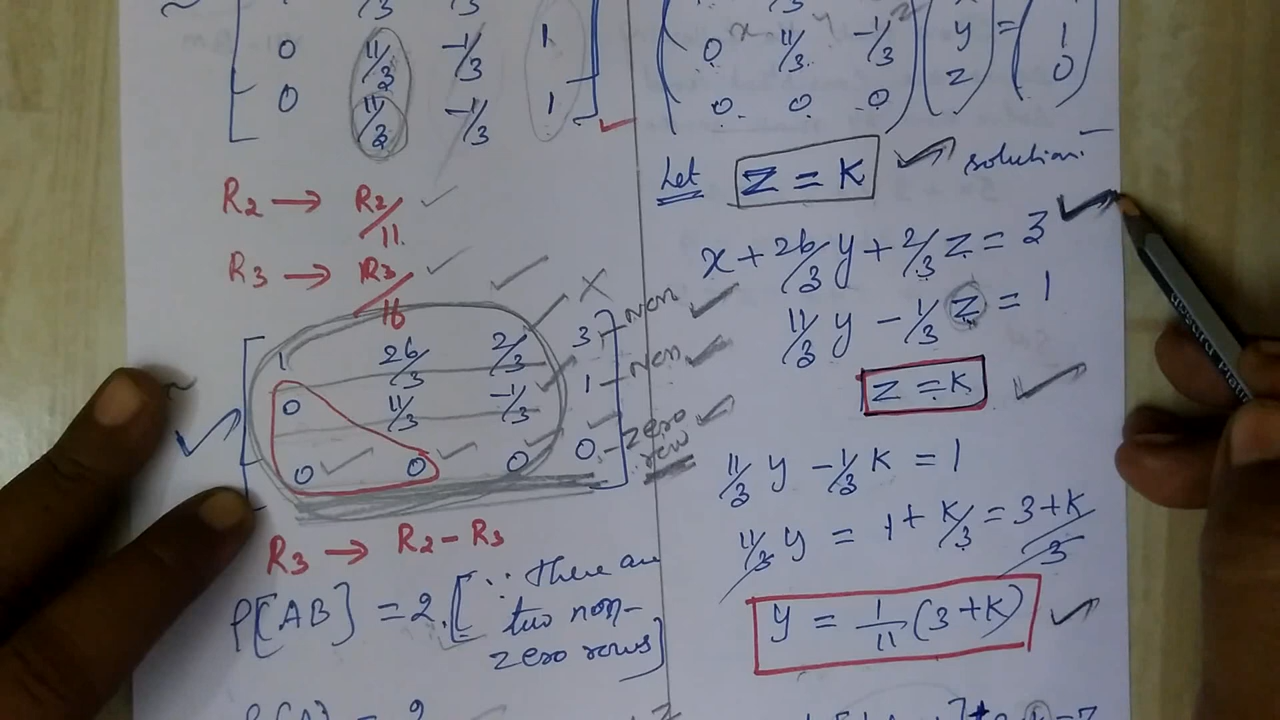 0 11/3 -1/3 1
0 11/3 -1/3 1
R2 → R2/11
R3 → R3/16
~ [ 1 26/3 2/3 3 - Non
0 11/3 -1/3 1 - Non
0 0 0 0 ] - zero row
R3 → R2 - R3
ρ[AB] = 2. [∵ there are
two non-
zero rows]
ρ[A] = 2
0 11/3 -1/3 y = 1
0 0 0 z 0
Let Z = K solution:-
x + 26/3 y + 2/3 z = 3
11/3 y - 1/3 z = 1
z = K
11/3 y - 1/3 K = 1
11/3 y = 1 + K/3 = 3+K/3
y = 1/11 (3+K)